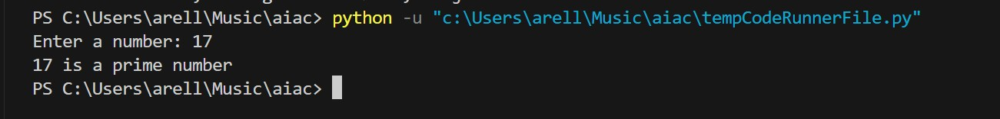 PS C:\Users\arell\Music\aiac> python -u "c:\Users\arell\Music\aiac\tempCodeRunnerFile.py"
Enter a number: 17
17 is a prime number
PS C:\Users\arell\Music\aiac>